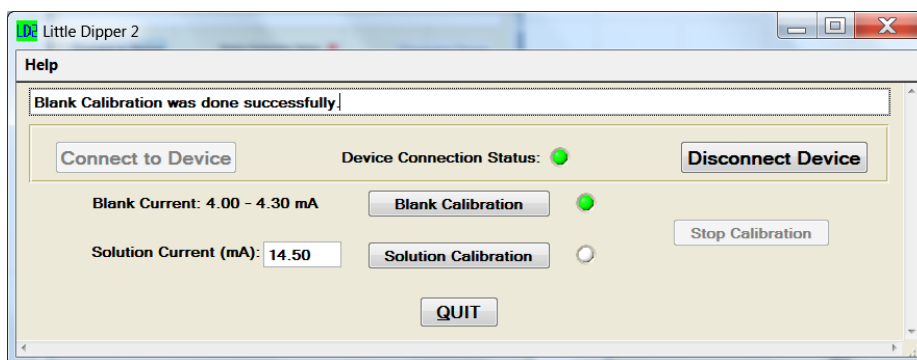 LD2 Little Dipper 2
Help
Blank Calibration was done successfully.
Connect to Device Device Connection Status: Disconnect Device
Blank Current: 4.00 - 4.30 mA Blank Calibration
Stop Calibration
Solution Current (mA): 14.50 Solution Calibration
QUIT